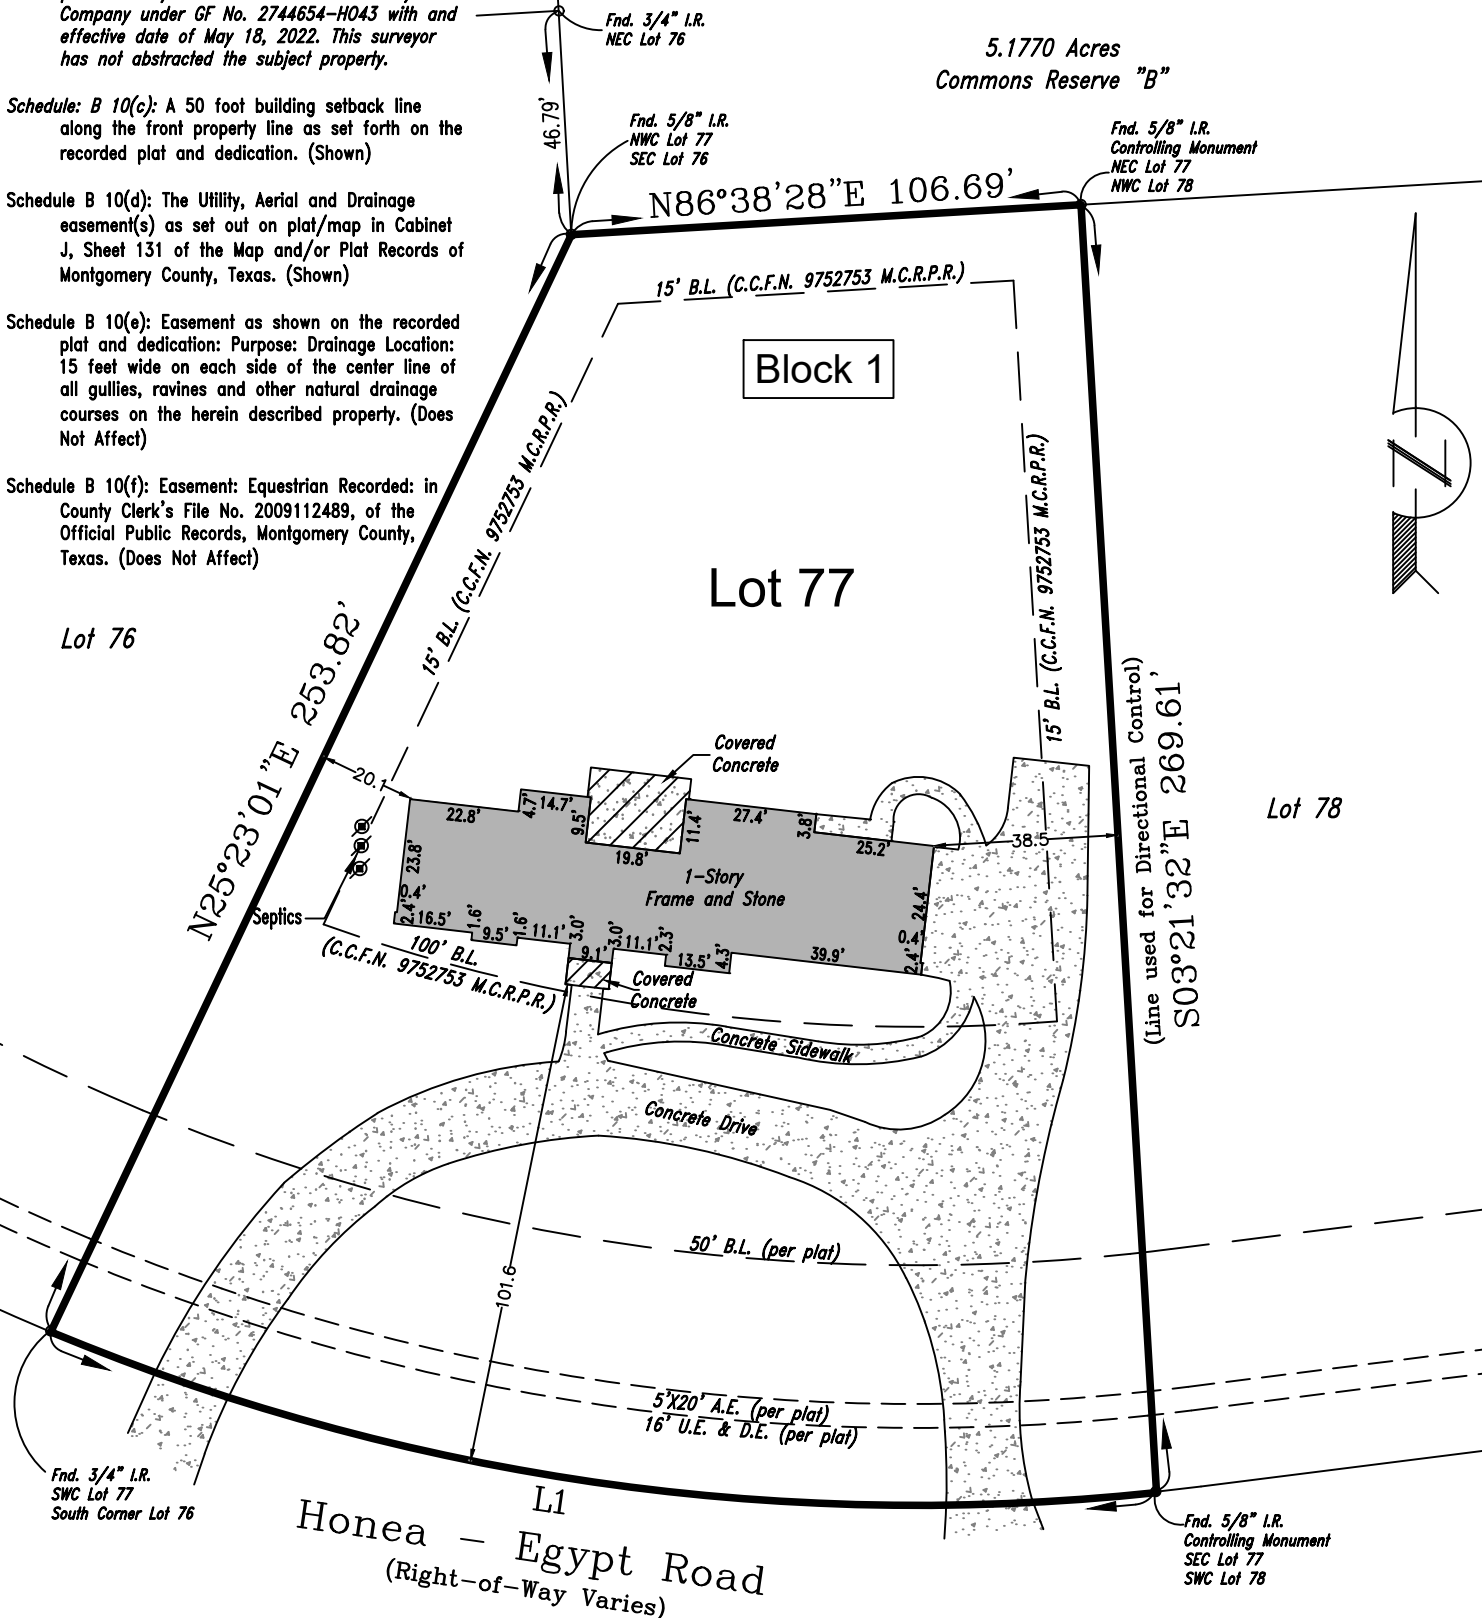 Company under GF No. 2744654-HO43 with and
effective date of May 18, 2022. This surveyor
has not abstracted the subject property.
Schedule: B 10(c): A 50 foot building setback line
along the front property line as set forth on the
recorded plat and dedication. (Shown)
Schedule B 10(d): The Utility, Aerial and Drainage
easement(s) as set out on plat/map in Cabinet
J, Sheet 131 of the Map and/or Plat Records of
Montgomery County, Texas. (Shown)
Schedule B 10(e): Easement as shown on the recorded
plat and dedication: Purpose: Drainage Location:
15 feet wide on each side of the center line of
all gullies, ravines and other natural drainage
courses on the herein described property. (Does
Not Affect)
Schedule B 10(f): Easement: Equestrian Recorded: in
County Clerk's File No. 2009112489, of the
Official Public Records, Montgomery County,
Texas. (Does Not Affect)
Fnd. 3/4" I.R.
NEC Lot 76
46.79'
5.1770 Acres
Commons Reserve "B"
Fnd. 5/8" I.R.
NWC Lot 77
SEC Lot 76
Fnd. 5/8" I.R.
Controlling Monument
NEC Lot 77
NWC Lot 78
N86°38'28"E 106.69'
15' B.L. (C.C.F.N. 9752753 M.C.R.P.R.)
Block 1
15' B.L. (C.C.F.N. 9752753 M.C.R.P.R.)
15' B.L. (C.C.F.N. 9752753 M.C.R.P.R.)
N
Lot 77
Lot 76
N25°23'01"E 253.82'
(Line used for Directional Control)
S03°21'32"E 269.61'
Lot 78
Covered
Concrete
20.1
22.8'
4.7'
14.7'
9.5'
19.8'
11.4'
27.4'
3.8'
25.2'
38.5
23.8'
1-Story
Frame and Stone
24.4'
0.4'
2.4'
16.5'
1.6'
9.5'
1.6'
11.1'
3.0'
9.1'
3.0'
11.1'
2.3'
13.5'
4.3'
39.9'
0.4'
2.4'
Septics
100' B.L.
(C.C.F.N. 9752753 M.C.R.P.R.)
Covered
Concrete
Concrete Sidewalk
Concrete Drive
50' B.L. (per plat)
101.6
5'X20' A.E. (per plat)
16' U.E. & D.E. (per plat)
Fnd. 3/4" I.R.
SWC Lot 77
South Corner Lot 76
L1
Honea - Egypt Road
(Right-of-Way Varies)
Fnd. 5/8" I.R.
Controlling Monument
SEC Lot 77
SWC Lot 78